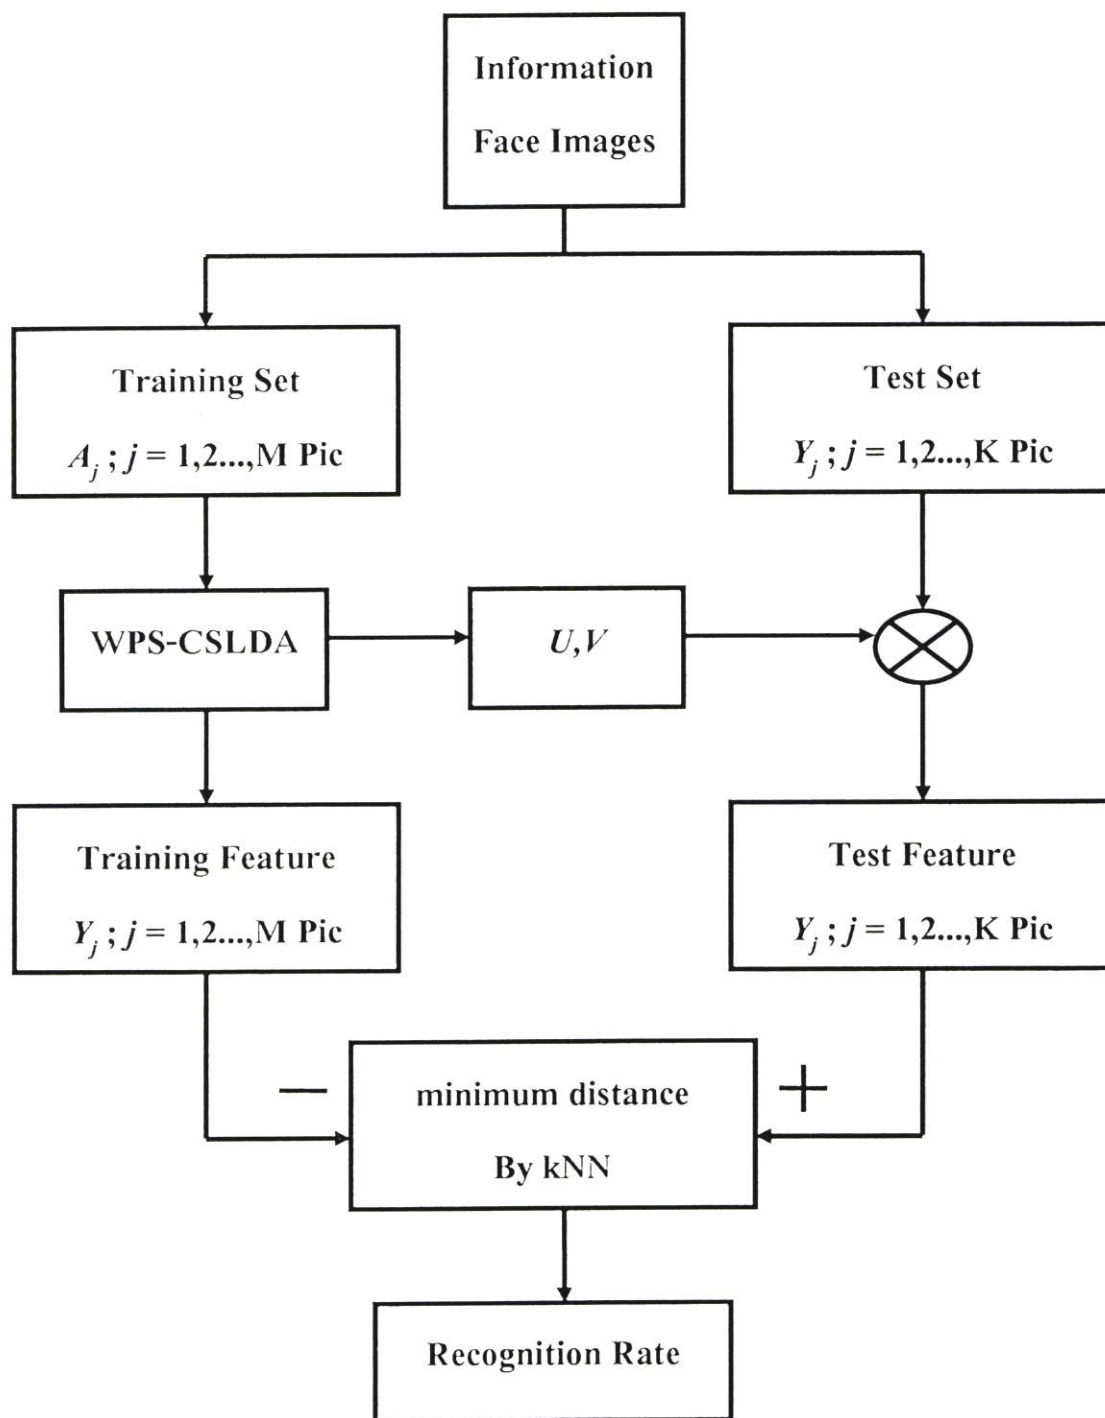 Information
Face Images
Training Set
A_j ; j = 1,2...,M Pic
Test Set
Y_j ; j = 1,2...,K Pic
WPS-CSLDA
U,V
Training Feature
Y_j ; j = 1,2...,M Pic
Test Feature
Y_j ; j = 1,2...,K Pic
−
+
minimum distance
By kNN
Recognition Rate